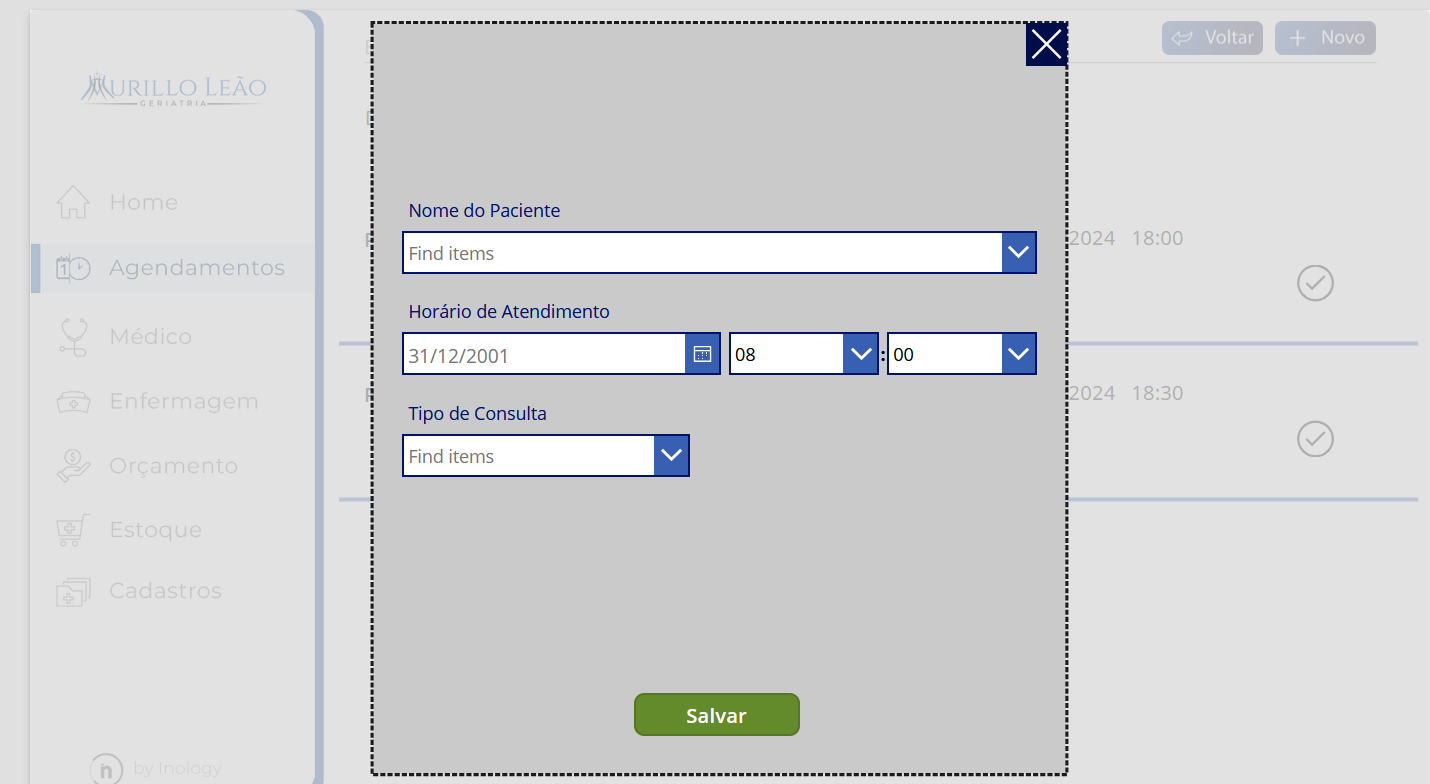 MURILLO LEÃO
GERIATRIA
Home
Agendamentos
Médico
Enfermagem
Orçamento
Estoque
Cadastros
by Inology
Voltar
Novo
Nome do Paciente
Find items
Horário de Atendimento
31/12/2001
08 : 00
Tipo de Consulta
Find items
Salvar
2024 18:00
2024 18:30